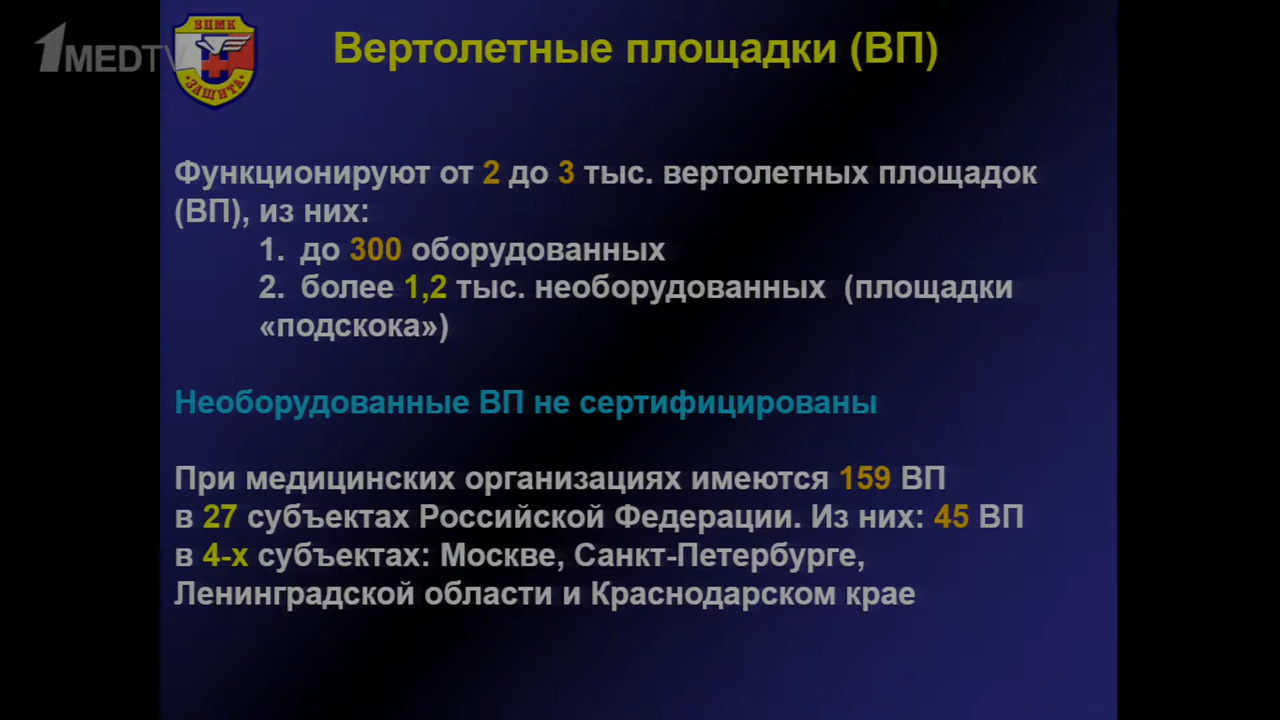 1MEDTV
ВЦМК
ЗАЩИТА
Вертолетные площадки (ВП)
Функционируют от 2 до 3 тыс. вертолетных площадок
(ВП), из них:
1. до 300 оборудованных
2. более 1,2 тыс. необорудованных (площадки
«подскока»)
Необорудованные ВП не сертифицированы
При медицинских организациях имеются 159 ВП
в 27 субъектах Российской Федерации. Из них: 45 ВП
в 4-х субъектах: Москве, Санкт-Петербурге,
Ленинградской области и Краснодарском крае